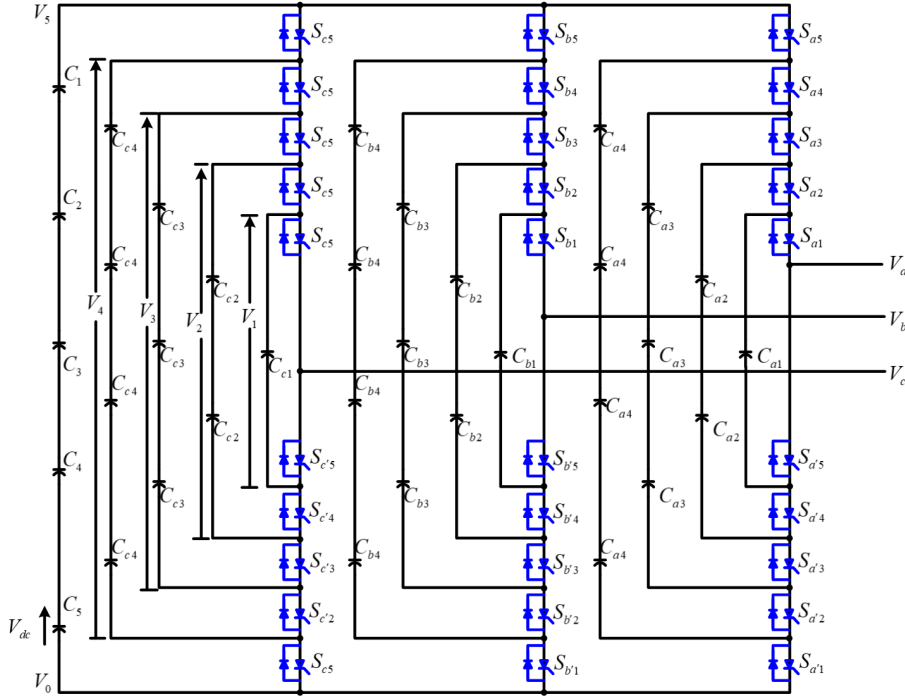 V5 Sc5 Sb5 Sa5
C1 Sc5 Sb4 Sa4
Cc4 Sc5 Cb4 Sb3 Ca4 Sa3
C2 Cc3 Sc5 Cb3 Sb2 Ca3 Sa2
Sc5 Sb1 Sa1
Cc4 Cb4 Ca4 Va
V4 V3 V2 V1 Cc2 Cb2 Ca2
Vb
C3 Cc3 Cc1 Cb3 Cb1 Ca3 Ca1
Cc4 Cb4 Ca4 Vc
Cc2 Cb2 Ca2
C4 Cc3 Sc'5 Cb3 Sb'5 Ca3 Sa'5
Sc'4 Sb'4 Sa'4
Cc4 Sc'3 Cb4 Sb'3 Ca4 Sa'3
C5 Sc'2 Sb'2 Sa'2
Vdc
V0 Sc5 Sb'1 Sa'1